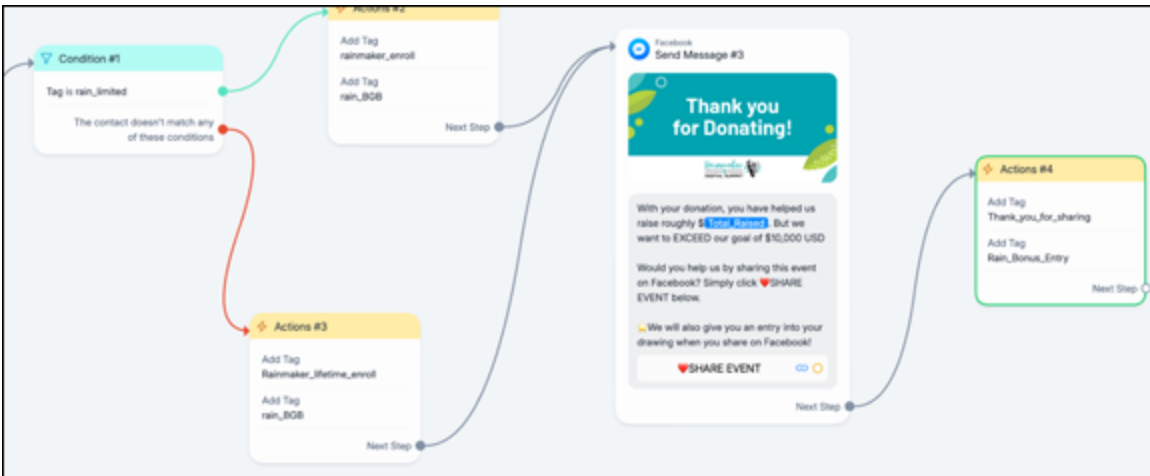 Condition #1
Tag is rain_limited
The contact doesn't match any
of these conditions
Actions #2
Add Tag
rainmaker_enroll
Add Tag
rain_BGB
Next Step
Actions #3
Add Tag
Rainmaker_lifetime_enroll
Add Tag
rain_BGB
Next Step
Facebook
Send Message #3
Thank you
for Donating!
With your donation, you have helped us
raise roughly $ Total_Raised . But we
want to EXCEED our goal of $10,000 USD
Would you help us by sharing this event
on Facebook? Simply click ❤️SHARE
EVENT below.
We will also give you an entry into your
drawing when you share on Facebook!
❤️SHARE EVENT
Next Step
Actions #4
Add Tag
Thank_you_for_sharing
Add Tag
Rain_Bonus_Entry
Next Step